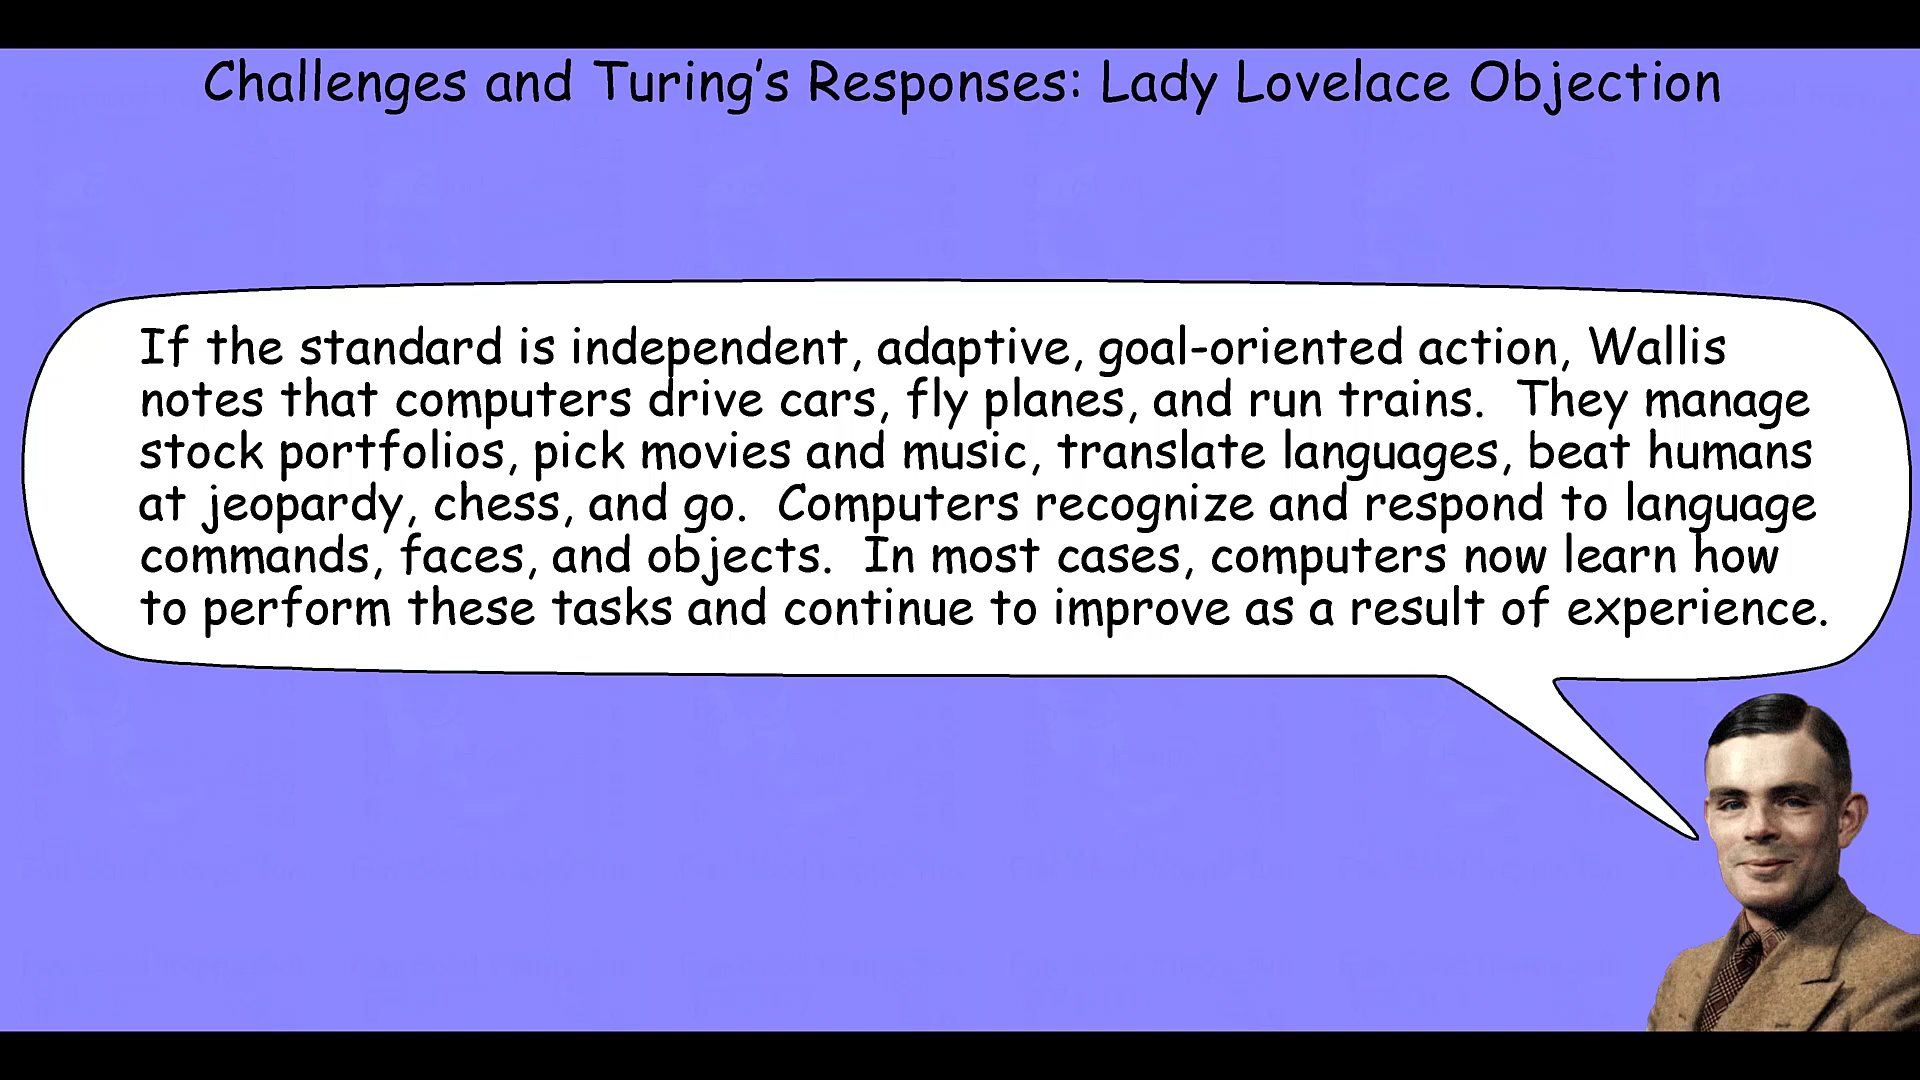 Challenges and Turing's Responses: Lady Lovelace Objection
If the standard is independent, adaptive, goal-oriented action, Wallis
notes that computers drive cars, fly planes, and run trains.  They manage
stock portfolios, pick movies and music, translate languages, beat humans
at jeopardy, chess, and go.  Computers recognize and respond to language
commands, faces, and objects.  In most cases, computers now learn how
to perform these tasks and continue to improve as a result of experience.